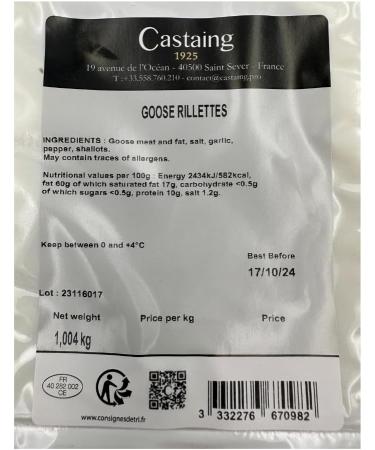 Castaing
1925
19 avenue de l'Océan - 40500 Saint Sever - France
T :+33.558.760.210 - contact@castaing.pro
GOOSE RILLETTES
INGREDIENTS : Goose meat and fat, salt, garlic,
pepper, shallots.
May contain traces of allergens.
Nutritional values per 100g : Energy 2434kJ/582kcal,
fat 60g of which saturated fat 17g, carbohydrate <0.5g
of which sugars <0.5g, protein 10g, salt 1.2g.
Keep between 0 and +4°C
Best Before
17/10/24
Lot : 23116017
Net weight Price per kg Price
1,004 kg
FR
40 282 002
CE
www.consignesdetri.fr
3 332276 670982